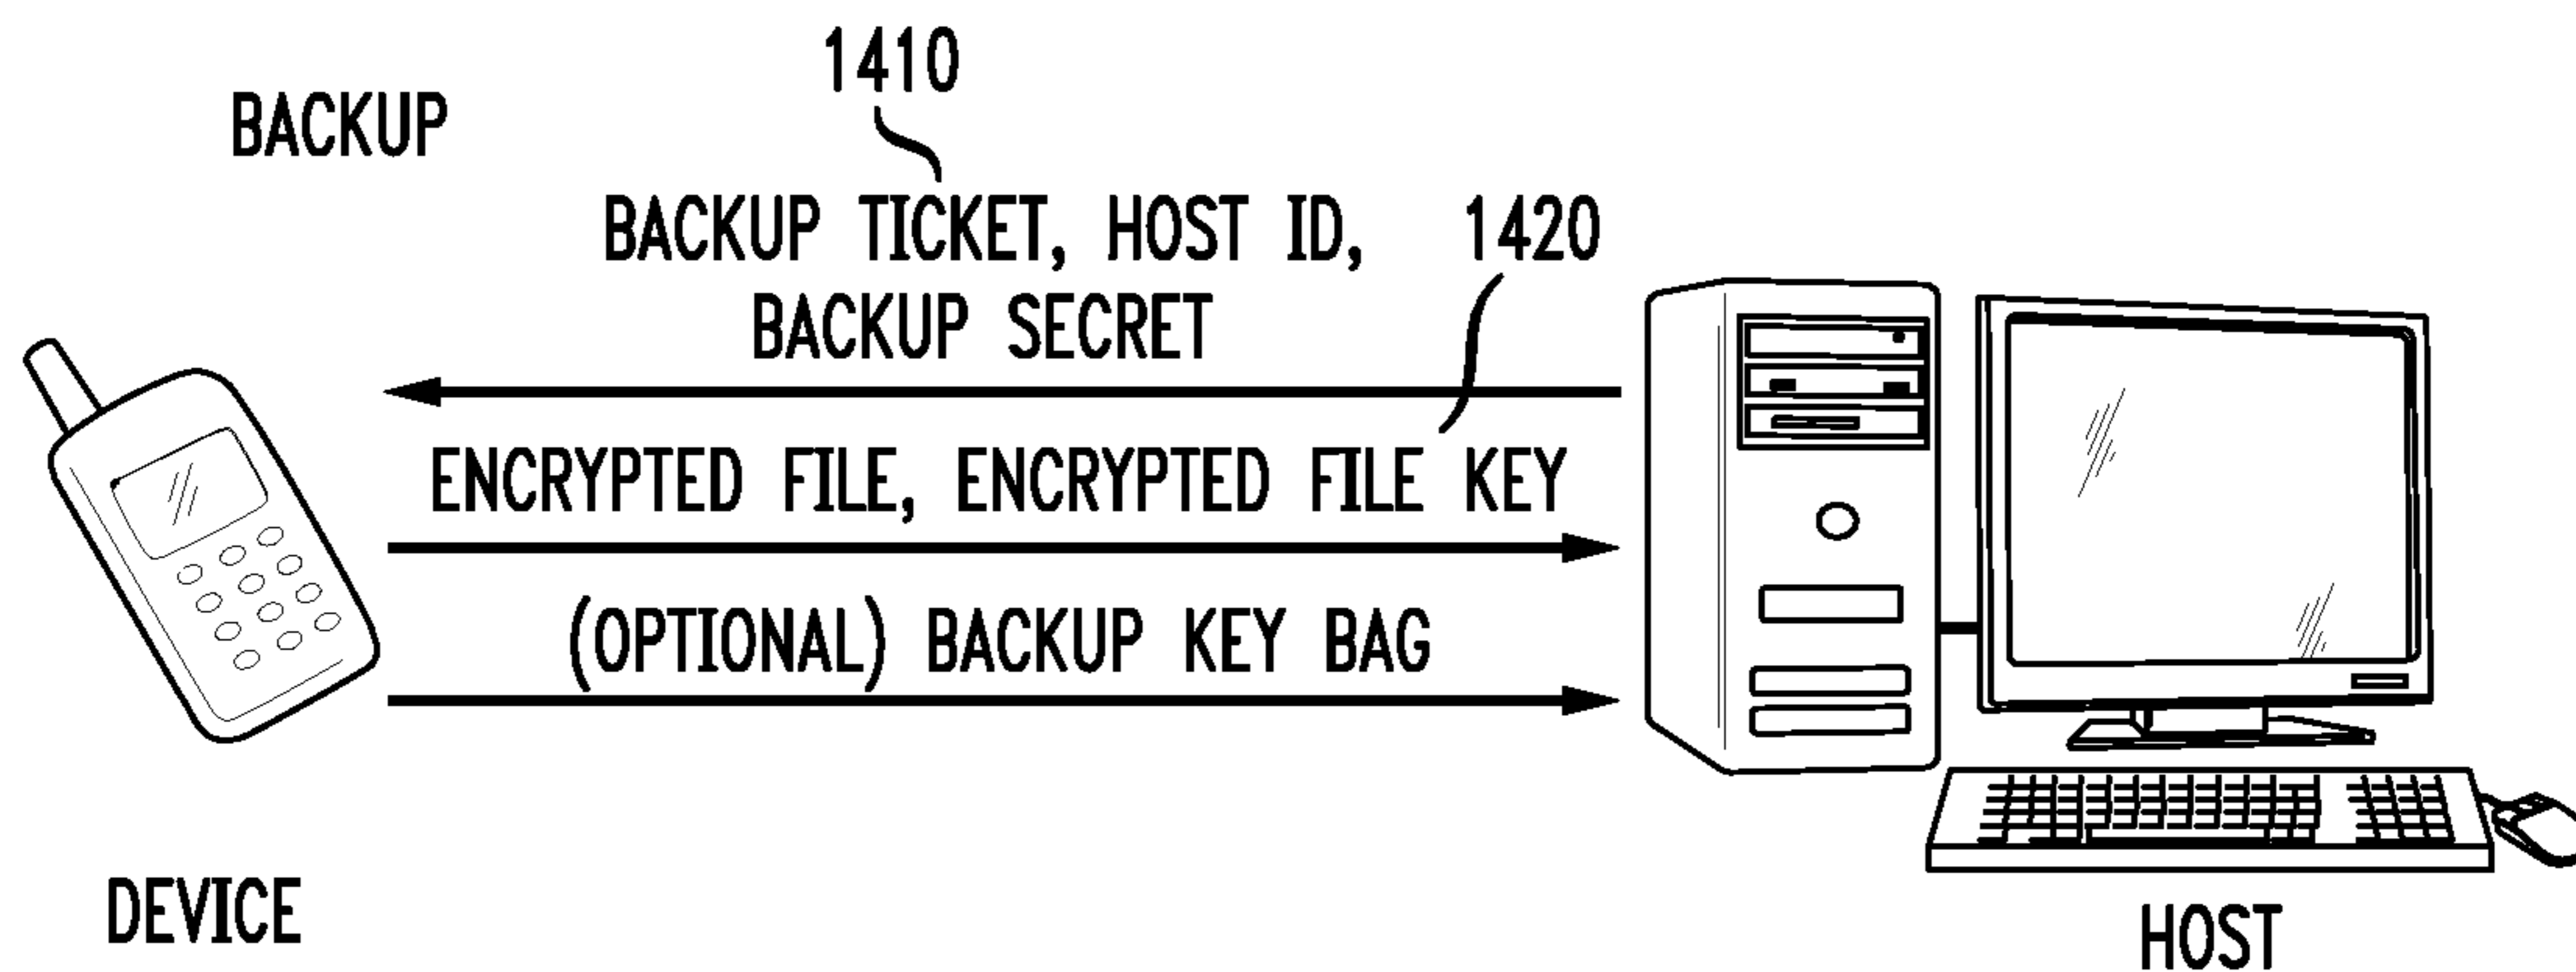 1410
BACKUP
BACKUP TICKET, HOST ID, 1420
BACKUP SECRET
ENCRYPTED FILE, ENCRYPTED FILE KEY
(OPTIONAL) BACKUP KEY BAG
DEVICE
HOST